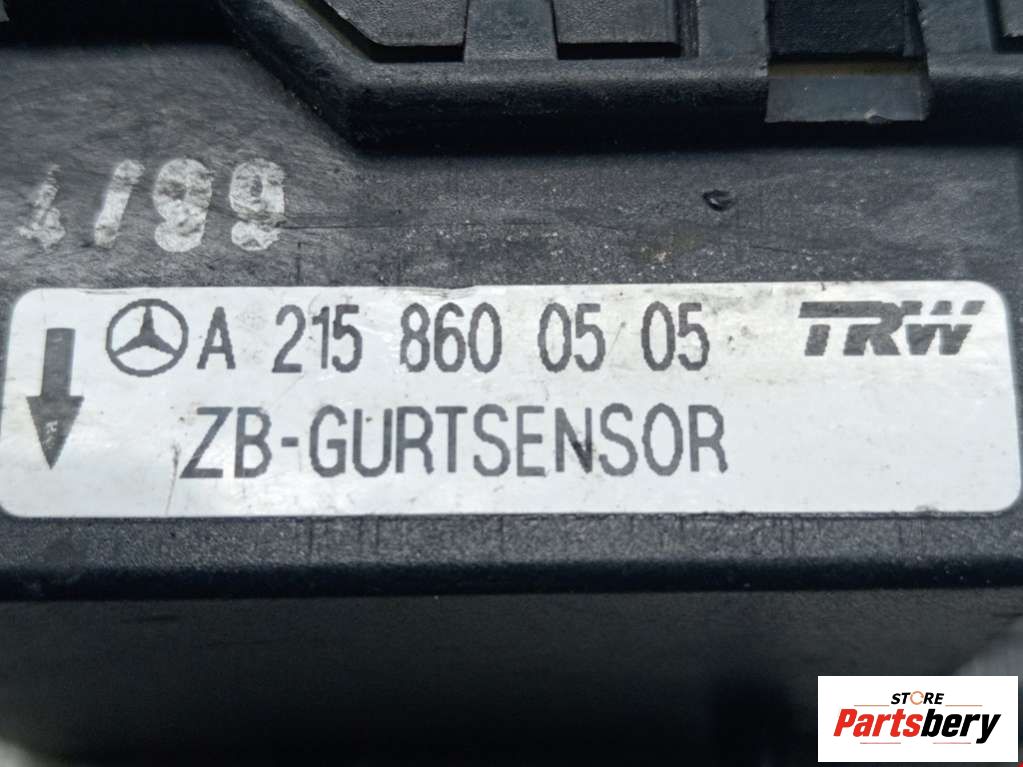 4/99
A 215 860 05 05 TRW
ZB-GURTSENSOR
STORE
Partsbery